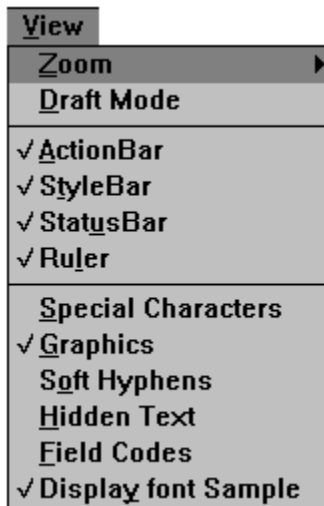 View
Zoom
Draft Mode
ActionBar
StyleBar
StatusBar
Ruler
Special Characters
Graphics
Soft Hyphens
Hidden Text
Field Codes
Display font Sample